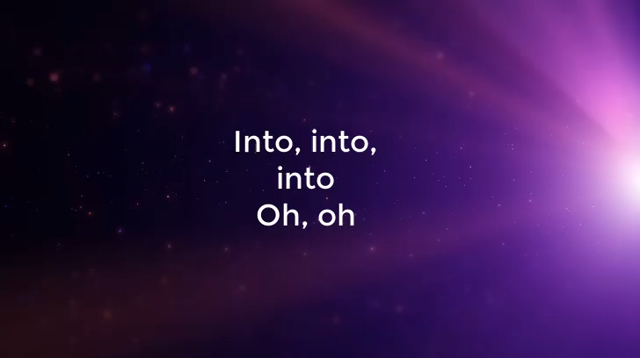 Into, into,
into
Oh, oh